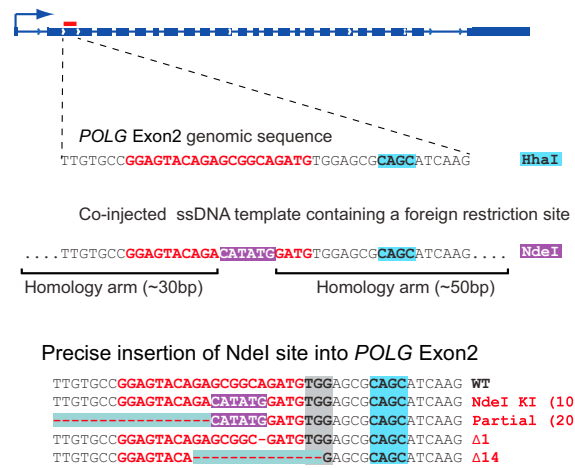 POLG Exon2 genomic sequence
TTGTGCCGGAGTACAGAGCGGCAGATGTGGAGCGCAGCATCAAG HhaI
Co-injected ssDNA template containing a foreign restriction site
....TTGTGCCGGAGTACAGACATATGGATGTGGAGCGCAGCATCAAG.... NdeI
Homology arm (~30bp) Homology arm (~50bp)
Precise insertion of NdeI site into POLG Exon2
TTGTGCCGGAGTACAGAGCGGCAGATGTGGAGCGCAGCATCAAG WT
TTGTGCCGGAGTACAGACATATGGATGTGGAGCGCAGCATCAAG NdeI KI (10
-----------------CATATGGATGTGGAGCGCAGCATCAAG Partial (20
TTGTGCCGGAGTACAGAGCGGC-GATGTGGAGCGCAGCATCAAG Δ1
TTGTGCCGGAGTACA--------------GAGCGCAGCATCAAG Δ14